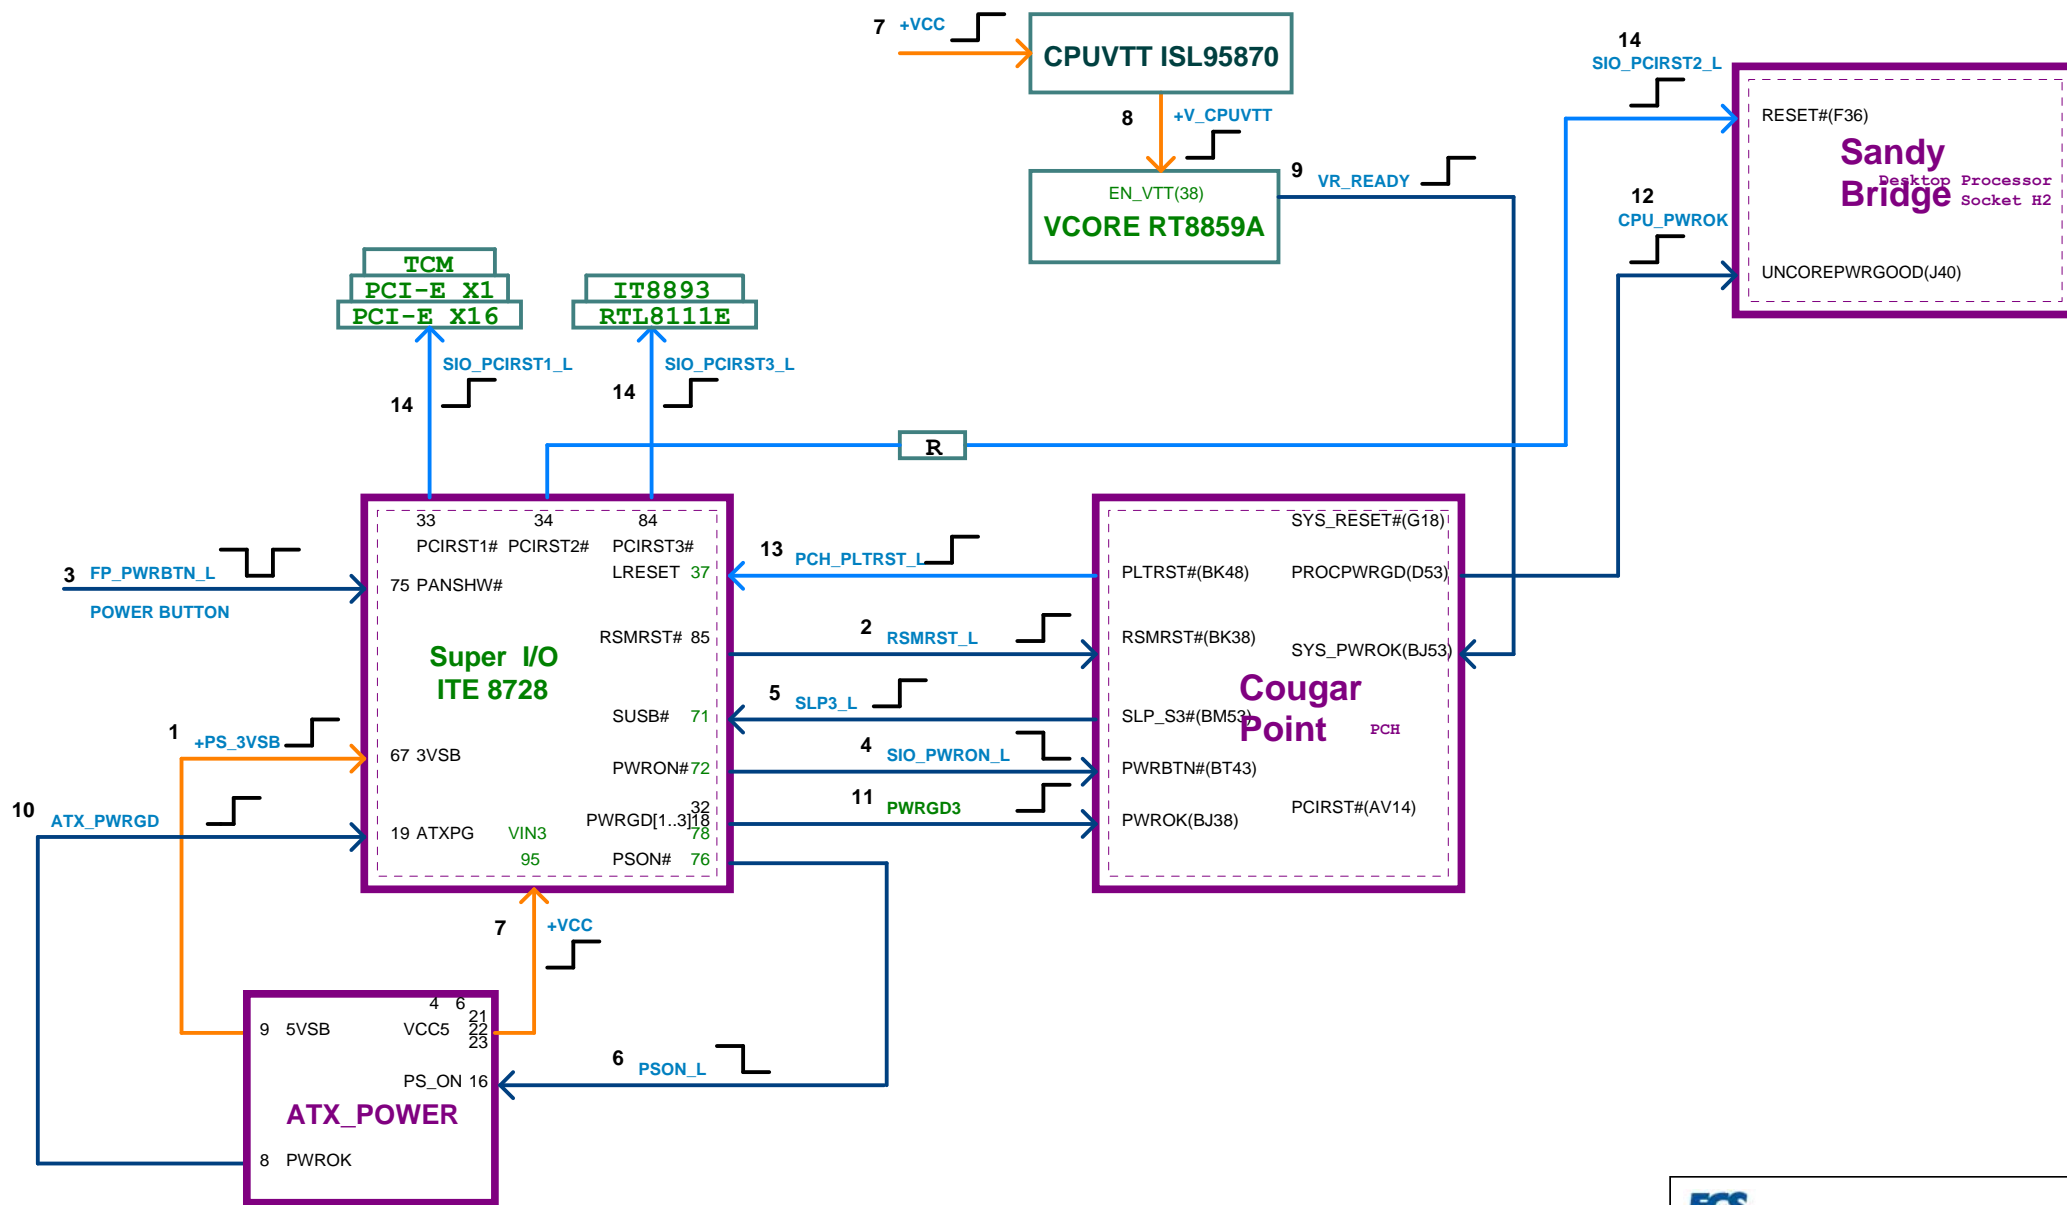 7 +VCC
CPUVTT ISL95870
8 +V_CPUVTT
EN_VTT(38)
VCORE RT8859A
9 VR_READY
14
SIO_PCIRST2_L
RESET#(F36)
Sandy
Bridge
Desktop Processor
Socket H2
12
CPU_PWROK
UNCOREPWRGOOD(J40)
TCM
PCI-E X1
PCI-E X16
IT8893
RTL8111E
SIO_PCIRST1_L
14
SIO_PCIRST3_L
14
R
33 34 84
PCIRST1# PCIRST2# PCIRST3#
LRESET 37
3 FP_PWRBTN_L
POWER BUTTON
75 PANSHW#
RSMRST# 85
Super I/O
ITE 8728
SUSB# 71
67 3VSB
PWRON# 72
32
PWRGD[1..3]18
78
19 ATXPG
VIN3
95
PSON# 76
1 +PS_3VSB
10 ATX_PWRGD
13 PCH_PLTRST_L
2 RSMRST_L
5 SLP3_L
4 SIO_PWRON_L
11 PWRGD3
SYS_RESET#(G18)
PLTRST#(BK48)
PROCPWRGD(D53)
RSMRST#(BK38)
SYS_PWROK(BJ53)
Cougar
Point PCH
SLP_S3#(BM53)
PWRBTN#(BT43)
PCIRST#(AV14)
PWROK(BJ38)
7 +VCC
4 6
21
22
23
9 5VSB
VCC5
PS_ON 16
ATX_POWER
8 PWROK
6 PSON_L
ECS